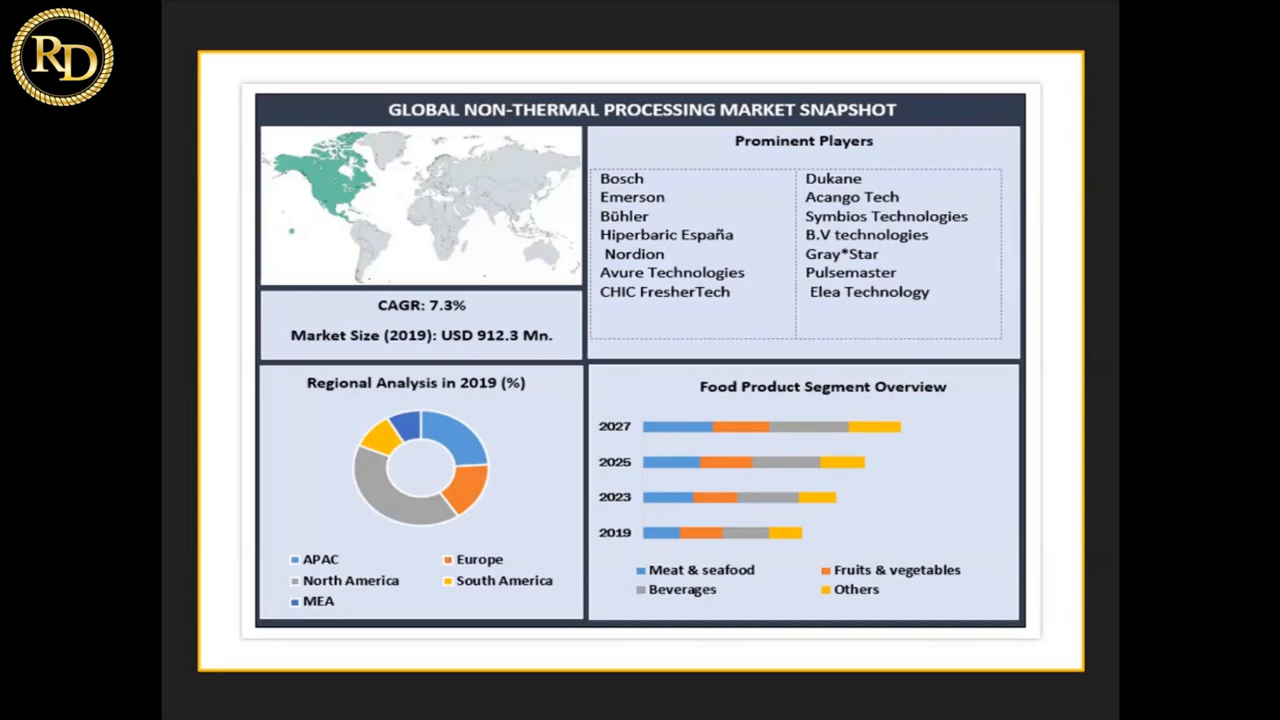 RD
GLOBAL NON-THERMAL PROCESSING MARKET SNAPSHOT
CAGR: 7.3%
Market Size (2019): USD 912.3 Mn.
Prominent Players
Bosch
Emerson
Bühler
Hiperbaric España
Nordion
Avure Technologies
CHIC FresherTech
Dukane
Acango Tech
Symbios Technologies
B.V technologies
Gray*Star
Pulsemaster
Elea Technology
Regional Analysis in 2019 (%)
APAC
Europe
North America
South America
MEA
Food Product Segment Overview
2027
2025
2023
2019
Meat & seafood
Fruits & vegetables
Beverages
Others